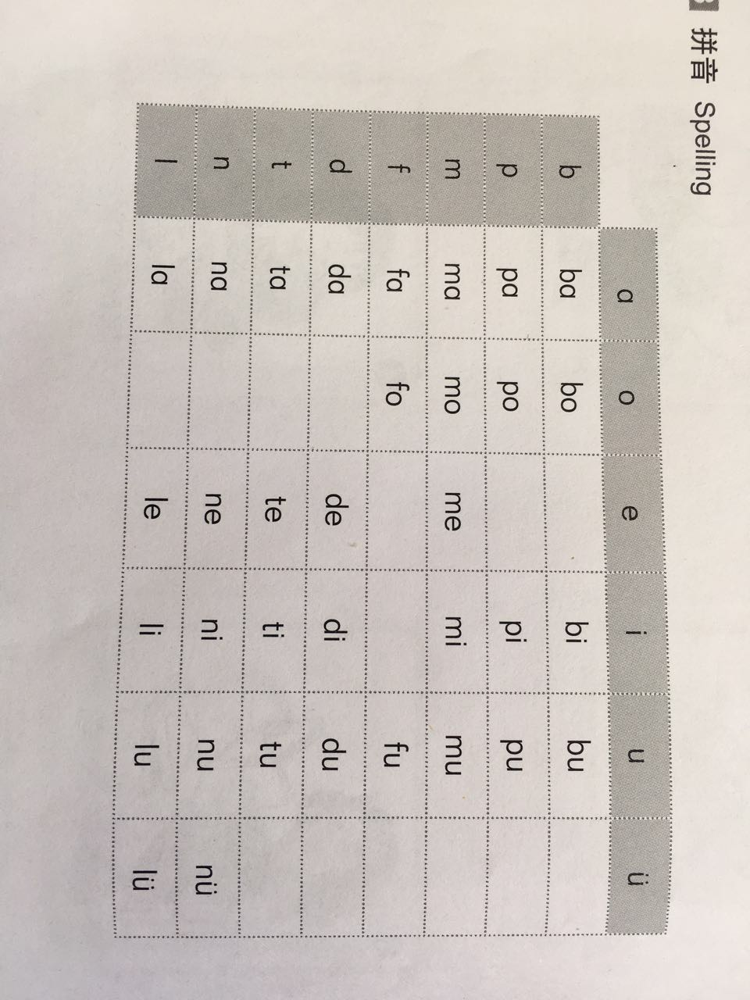 3 拼音 Spelling
a o e i u ü
b ba bo bi bu
p pa po pi pu
m ma mo me mi mu
f fa fo fu
d da de di du
t ta te ti tu
n na ne ni nu nü
l la le li lu lü